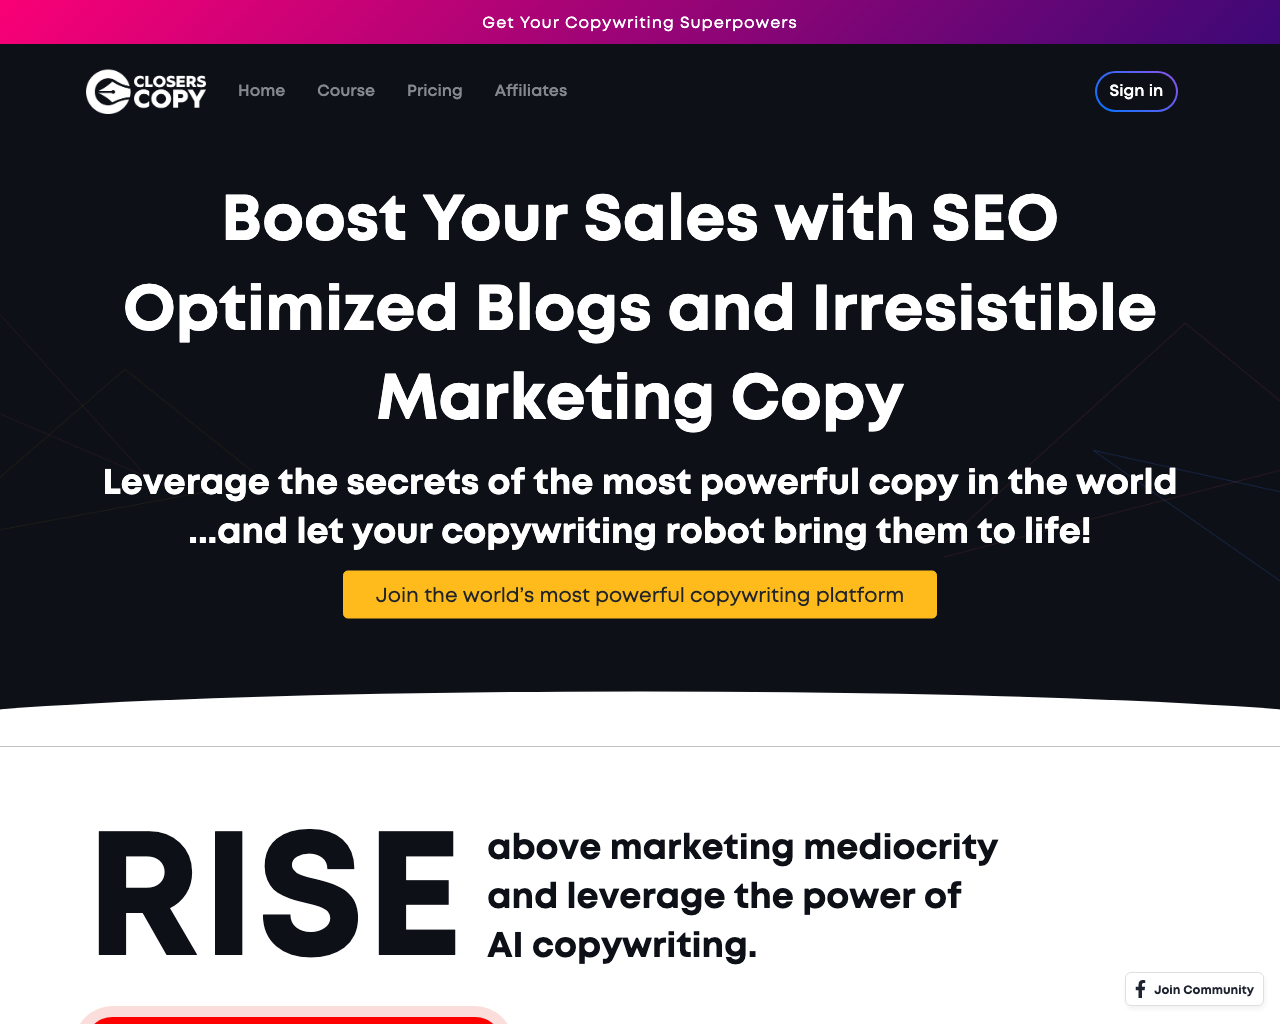 Get Your Copywriting Superpowers
CLOSERS
COPY
Home
Course
Pricing
Affiliates
Sign in
Boost Your Sales with SEO
Optimized Blogs and Irresistible
Marketing Copy
Leverage the secrets of the most powerful copy in the world
...and let your copywriting robot bring them to life!
Join the world’s most powerful copywriting platform
RISE
above marketing mediocrity
and leverage the power of
AI copywriting.
Join Community